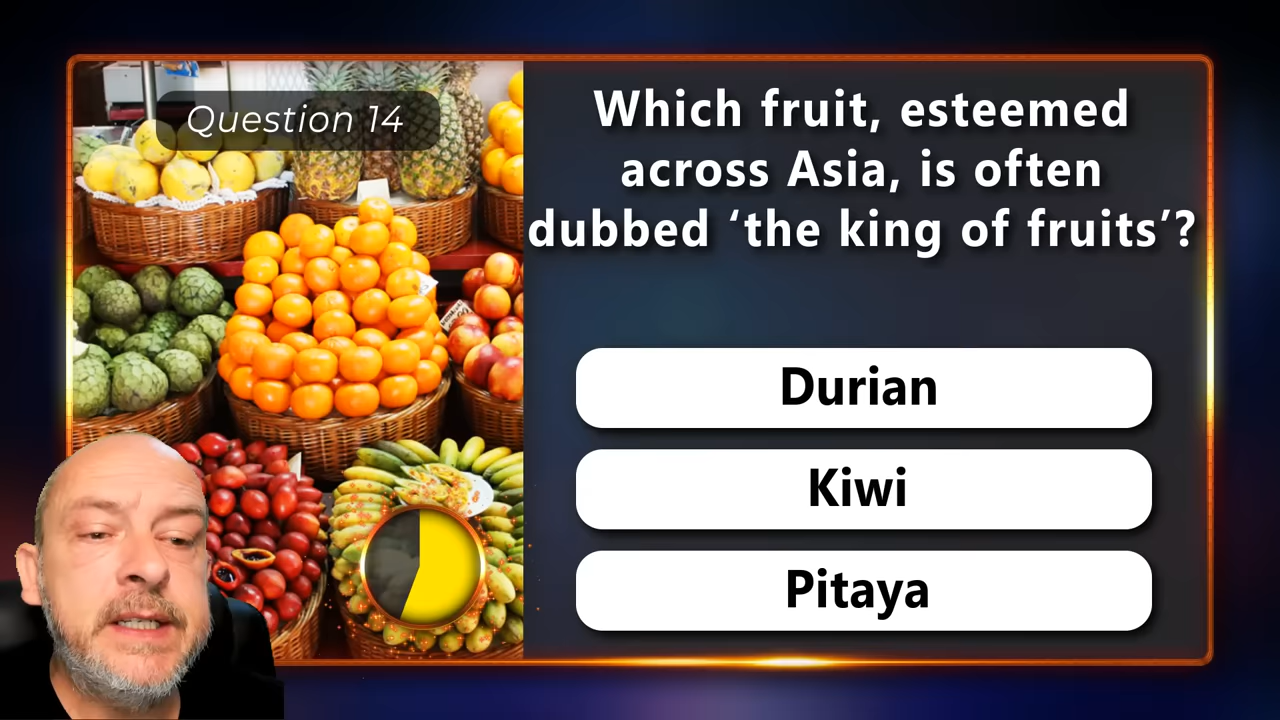 Question 14
Which fruit, esteemed
across Asia, is often
dubbed ‘the king of fruits’?
Durian
Kiwi
Pitaya